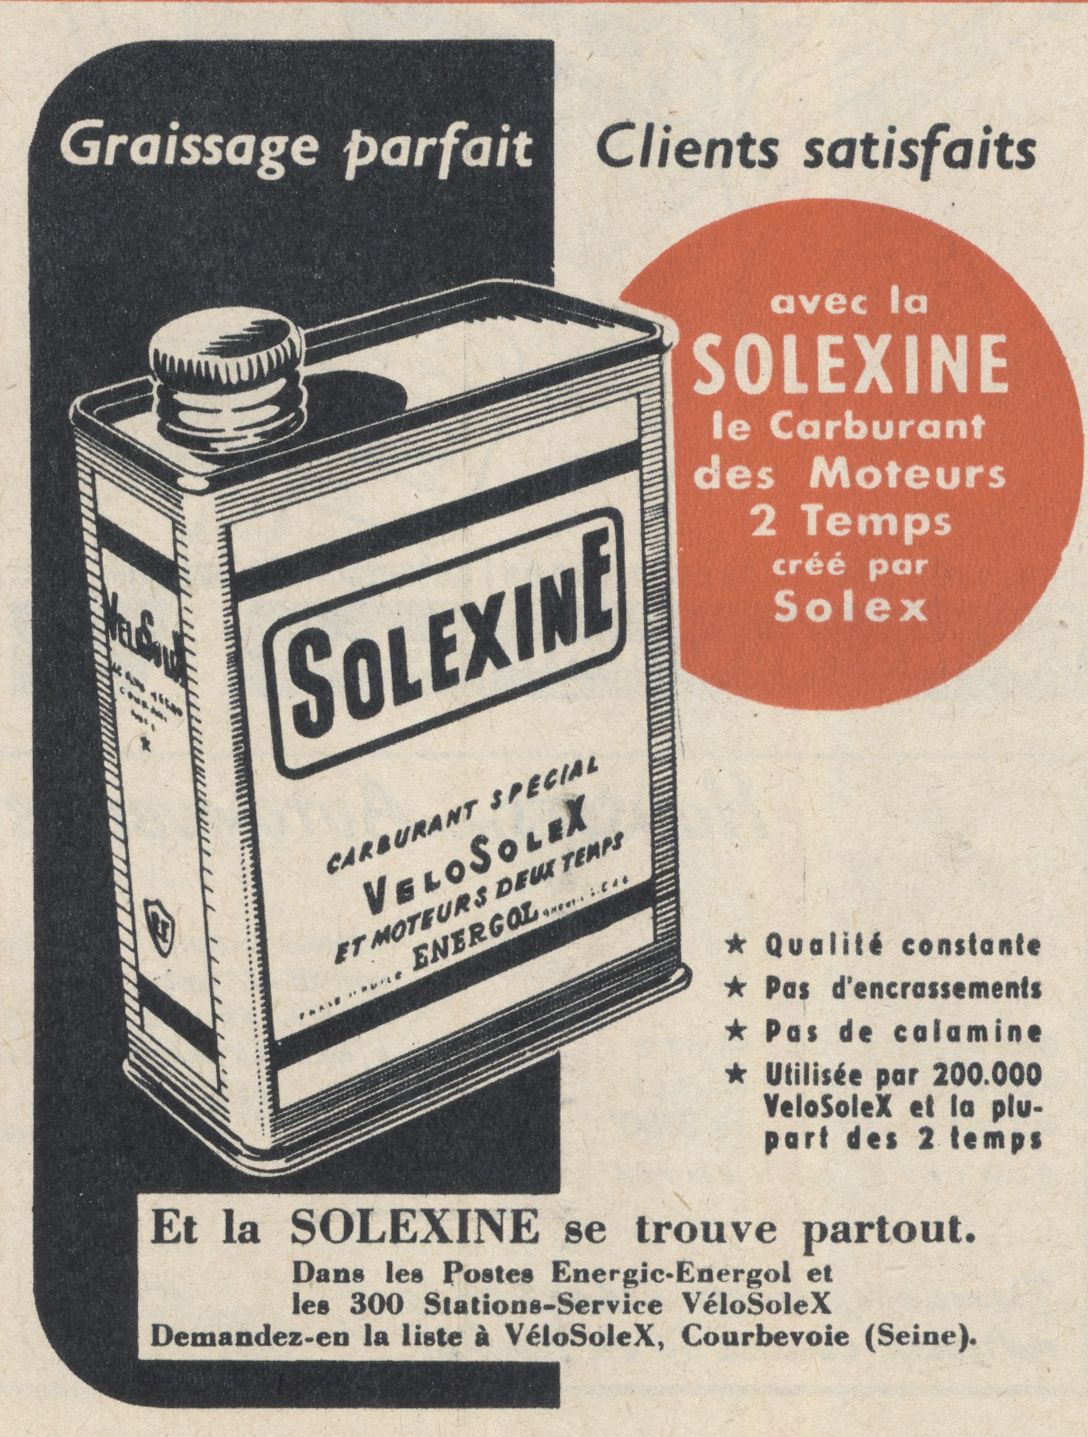 Graissage parfait
Clients satisfaits
avec la
SOLEXINE
le Carburant
des Moteurs
2 Temps
créé par
Solex
SOLEXINE
CARBURANT SPECIAL
VELOSOLEX
ET MOTEURS DEUX TEMPS
ENERGOL
VELOSOLEX
★ Qualité constante
★ Pas d'encrassements
★ Pas de calamine
★ Utilisée par 200.000
VeloSoleX et la plu-
part des 2 temps
Et la SOLEXINE se trouve partout.
Dans les Postes Energic-Energol et
les 300 Stations-Service VéloSoleX
Demandez-en la liste à VéloSoleX, Courbevoie (Seine).